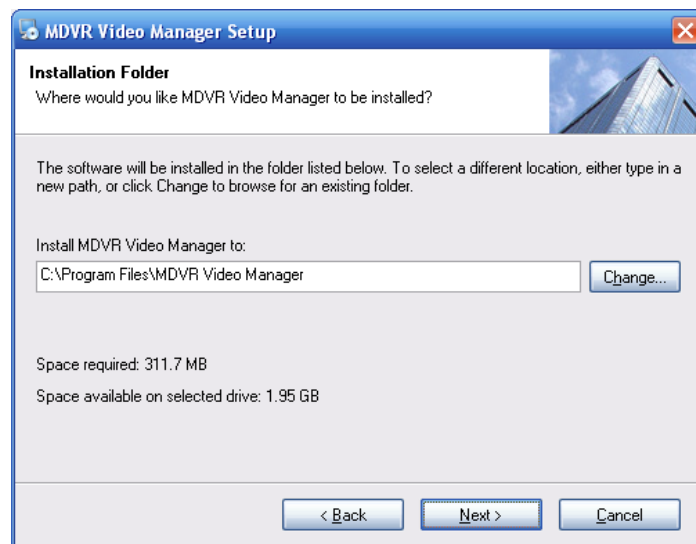 MDVR Video Manager Setup
Installation Folder
Where would you like MDVR Video Manager to be installed?
The software will be installed in the folder listed below. To select a different location, either type in a
new path, or click Change to browse for an existing folder.
Install MDVR Video Manager to:
C:\Program Files\MDVR Video Manager
Change...
Space required: 311.7 MB
Space available on selected drive: 1.95 GB
< Back
Next >
Cancel